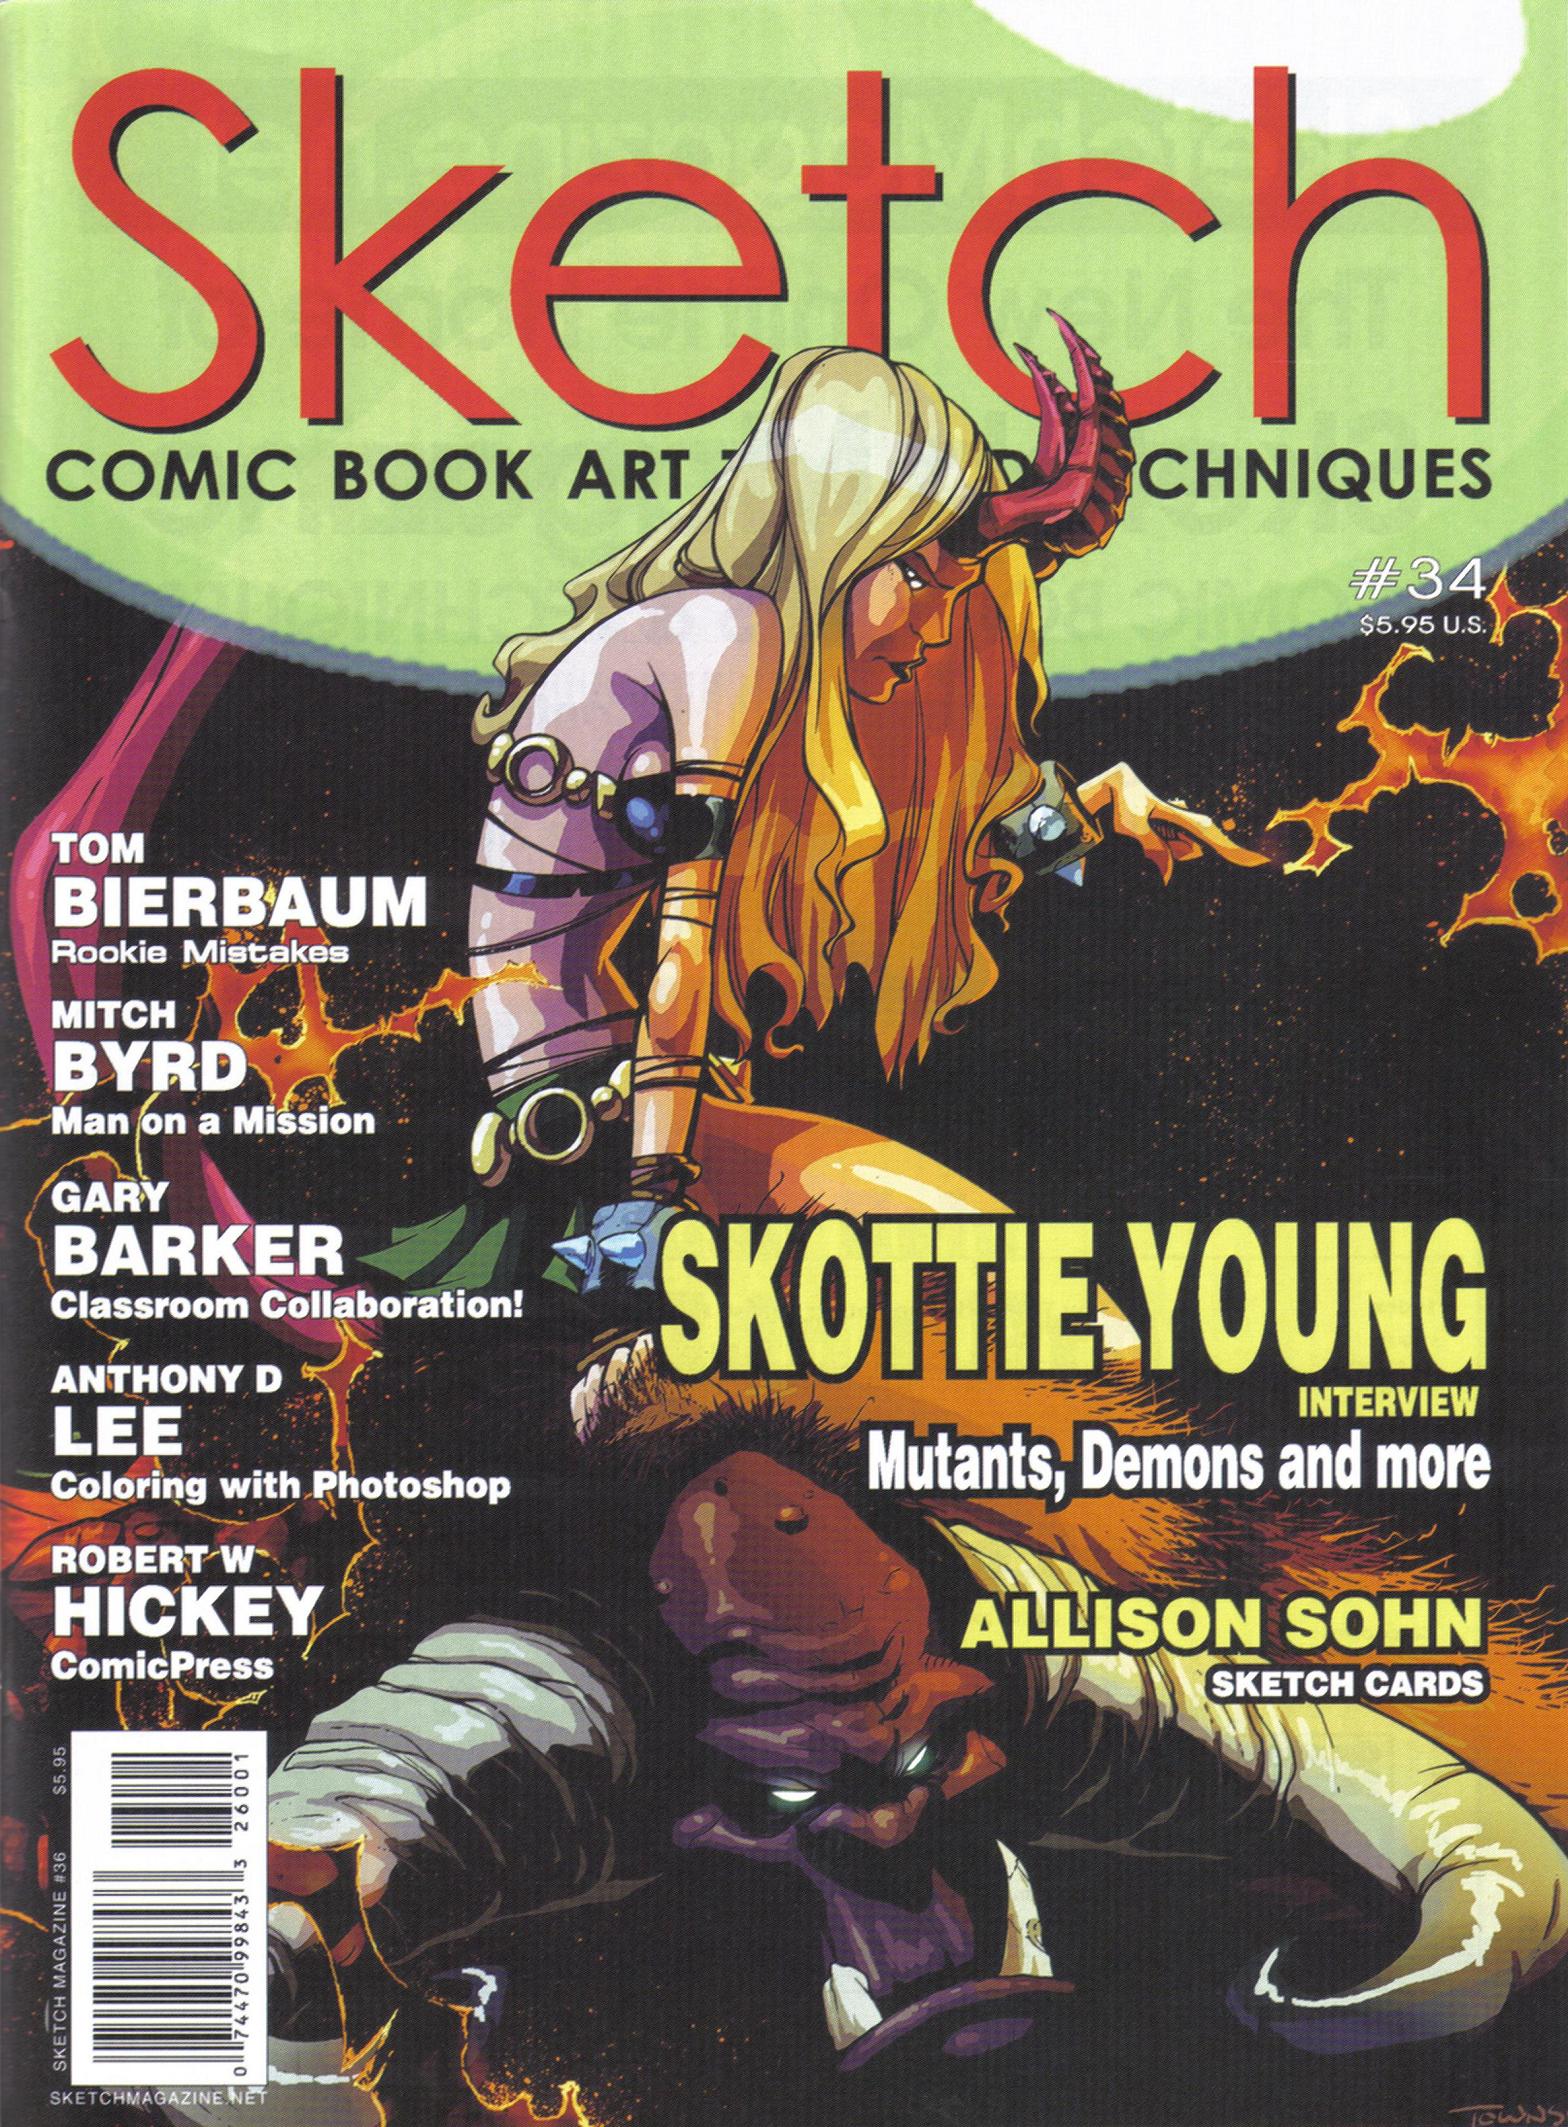 Sketch
COMIC BOOK ART T D CHNIQUES
#34
$5.95 U.S.
TOM
BIERBAUM
Rookie Mistakes
MITCH
BYRD
Man on a Mission
GARY
BARKER
Classroom Collaboration!
ANTHONY D
LEE
Coloring with Photoshop
ROBERT W
HICKEY
ComicPress
SKOTTIE YOUNG
INTERVIEW
Mutants, Demons and more
ALLISON SOHN
SKETCH CARDS
SKETCH MAGAZINE #36 $5.95
0 74470 99843 3 26001
SKETCHMAGAZINE.NET
TOWNS